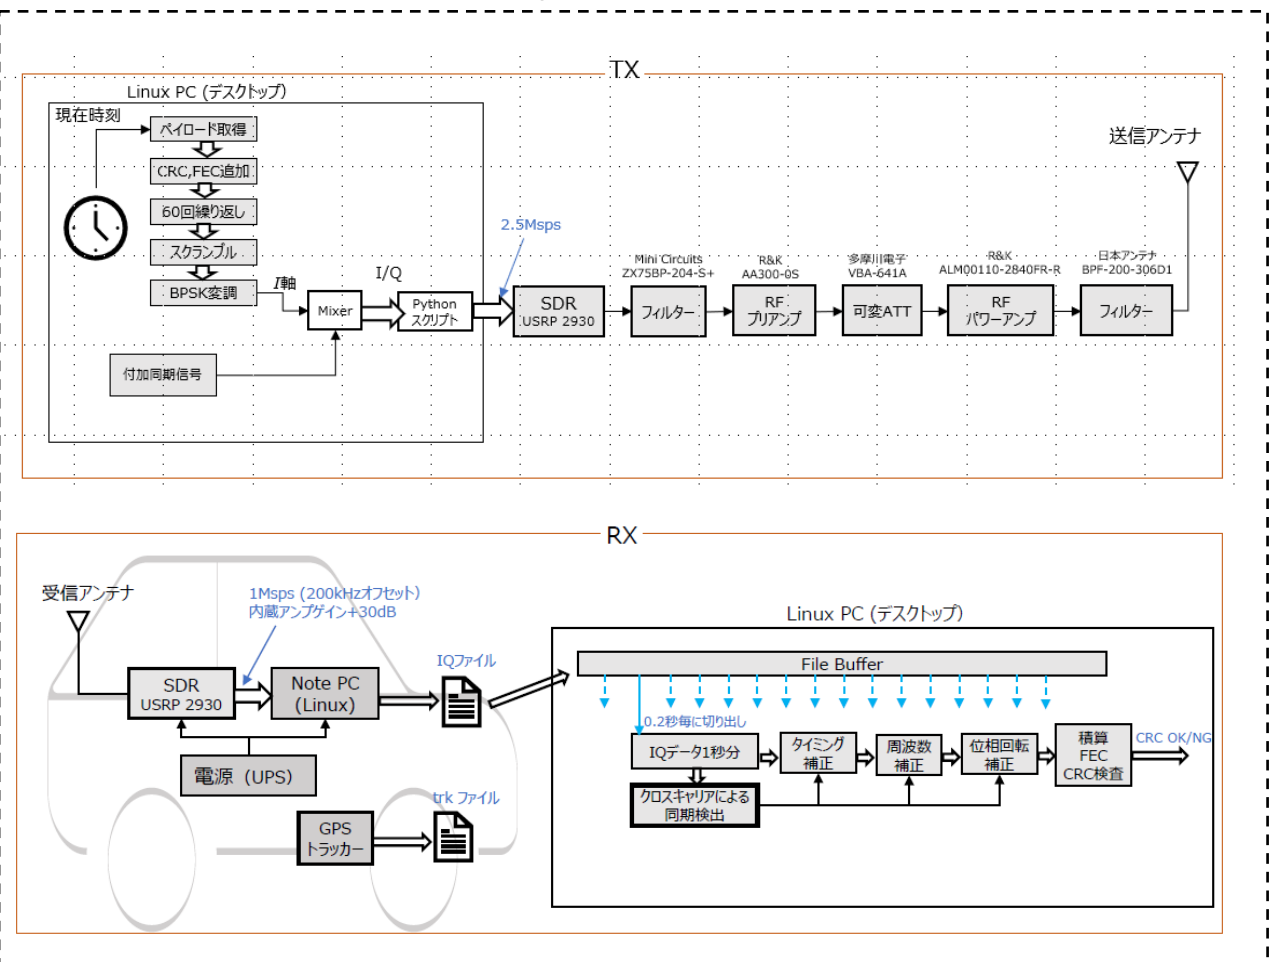 TX
Linux PC (デスクトップ)
現在時刻
ペイロード取得
CRC,FEC追加
60回繰り返し
スクランブル
BPSK変調
I軸
付加同期信号
Mixer
I/Q
Python
スクリプト
2.5Msps
SDR
USRP 2930
Mini Circuits
ZX75BP-204-S+
フィルター
R&K
AA300-0S
RF
プリアンプ
多摩川電子
VBA-641A
可変ATT
R&K
ALM00110-2840FR-R
RF
パワーアンプ
日本アンテナ
BPF-200-306D1
フィルター
送信アンテナ
RX
受信アンテナ
1Msps (200kHzオフセット)
内蔵アンプゲイン+30dB
SDR
USRP 2930
Note PC
(Linux)
電源（UPS）
IQファイル
GPS
トラッカー
trk ファイル
Linux PC (デスクトップ)
File Buffer
0.2秒毎に切り出し
IQデータ1秒分
クロスキャリアによる
同期検出
タイミング
補正
周波数
補正
位相回転
補正
積算
FEC
CRC検査
CRC OK/NG